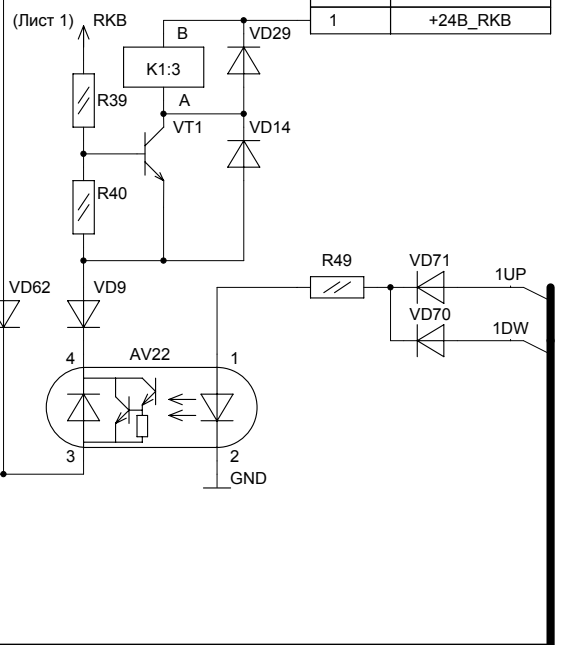 (Лист 1) RKB
B
VD29
1 +24В_RKB
K1:3
R39
A
VT1
VD14
R40
R49
VD71
1UP
VD62
VD9
VD70
1DW
4
AV22
1
3
2
GND